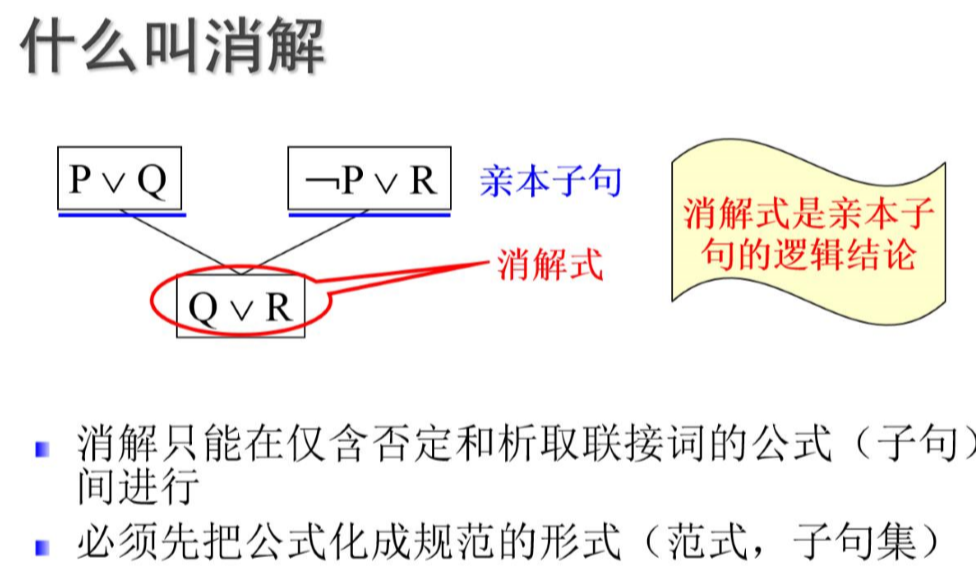 什么叫消解
P∨Q
¬P∨R
亲本子句
消解式是亲本子
句的逻辑结论
消解式
Q∨R
消解只能在仅含否定和析取联接词的公式（子句）
间进行
必须先把公式化成规范的形式（范式，子句集）